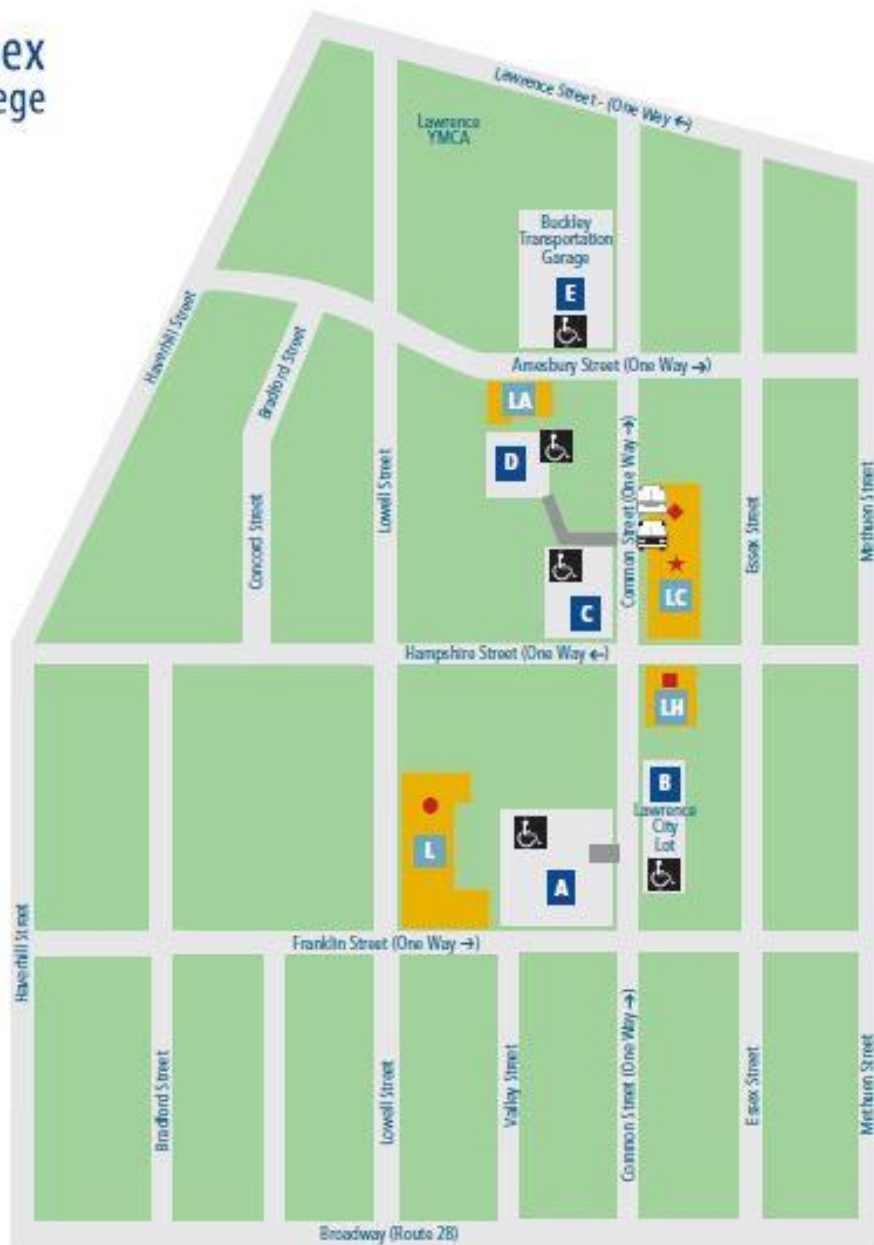 ex
ege
Lawrence Street - (One Way ←)
Lawrence
YMCA
Buckley
Transportation
Garage
E
Haverhill Street
Bradford Street
Amesbury Street (One Way →)
LA
D
Lowell Street
Concord Street
Common Street (One Way →)
Essex Street
Methuen Street
C
LC
Hampshire Street (One Way ←)
LH
B
Lawrence
City
Lot
L
A
Franklin Street (One Way →)
Haverhill Street
Bradford Street
Lowell Street
Valley Street
Common Street (One Way →)
Essex Street
Methuen Street
Broadway (Route 28)